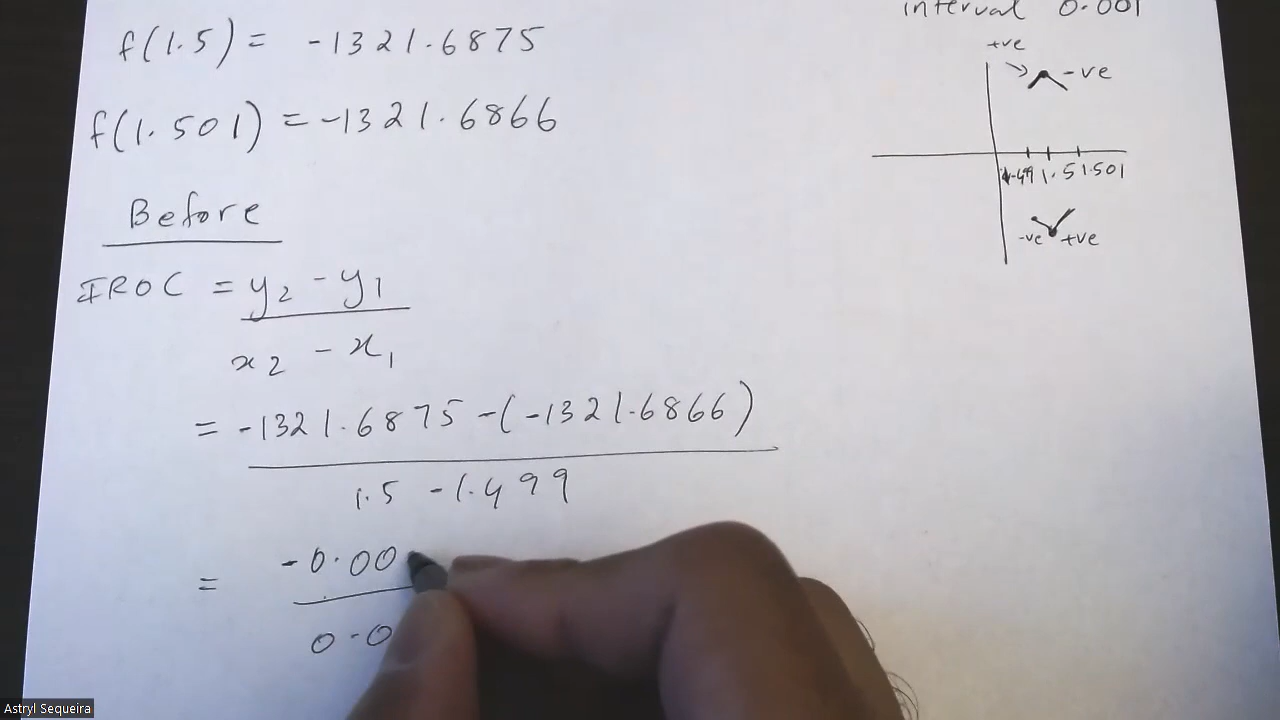 interval 0.001
f(1.5) = -1321.6875
f(1.501) = -1321.6866
+ve
-ve
1.5 1.501
-ve +ve
Before
IROC = y2 - y1
x2 - x1
= -1321.6875 - (-1321.6866)
1.5 - 1.499
= -0.00
0.0
Astryl Sequeira